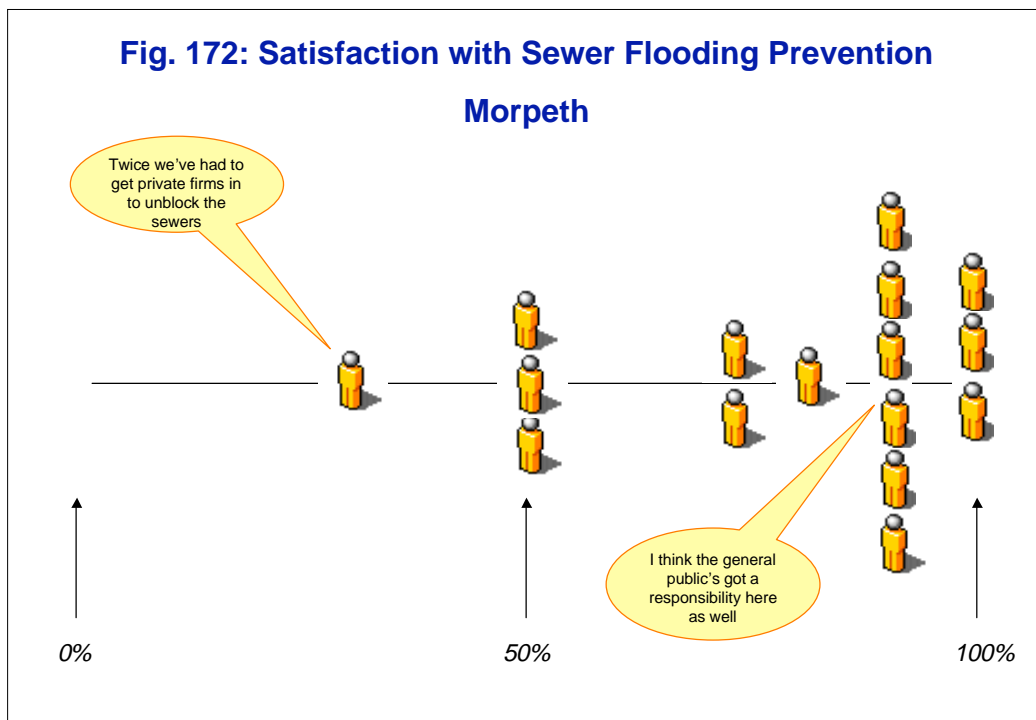 Fig. 172: Satisfaction with Sewer Flooding Prevention
Morpeth
Twice we've had to
get private firms in
to unblock the
sewers
I think the general
public's got a
responsibility here
as well
0%
50%
100%